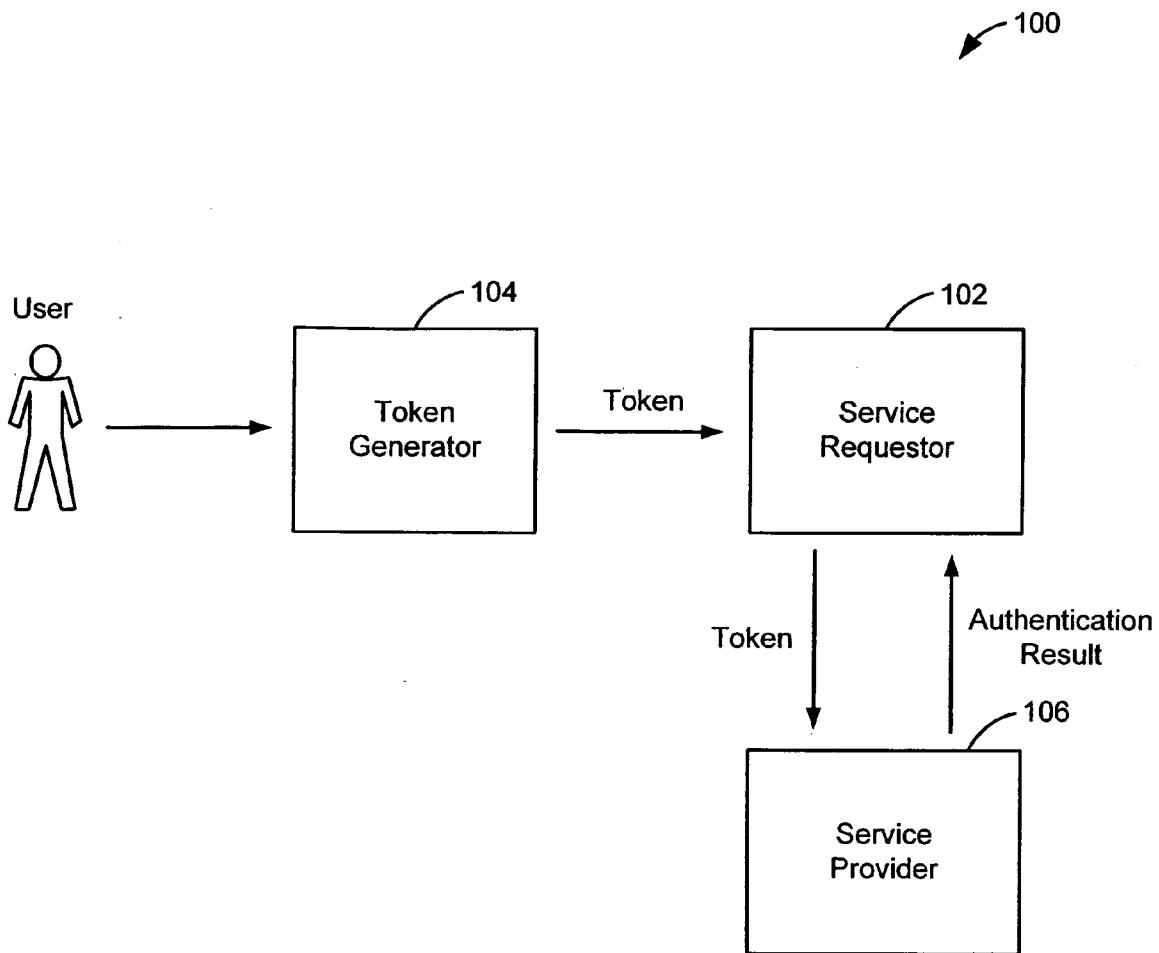 100
User
104
102
Token
Generator
Token
Service
Requestor
Token
Authentication
Result
106
Service
Provider